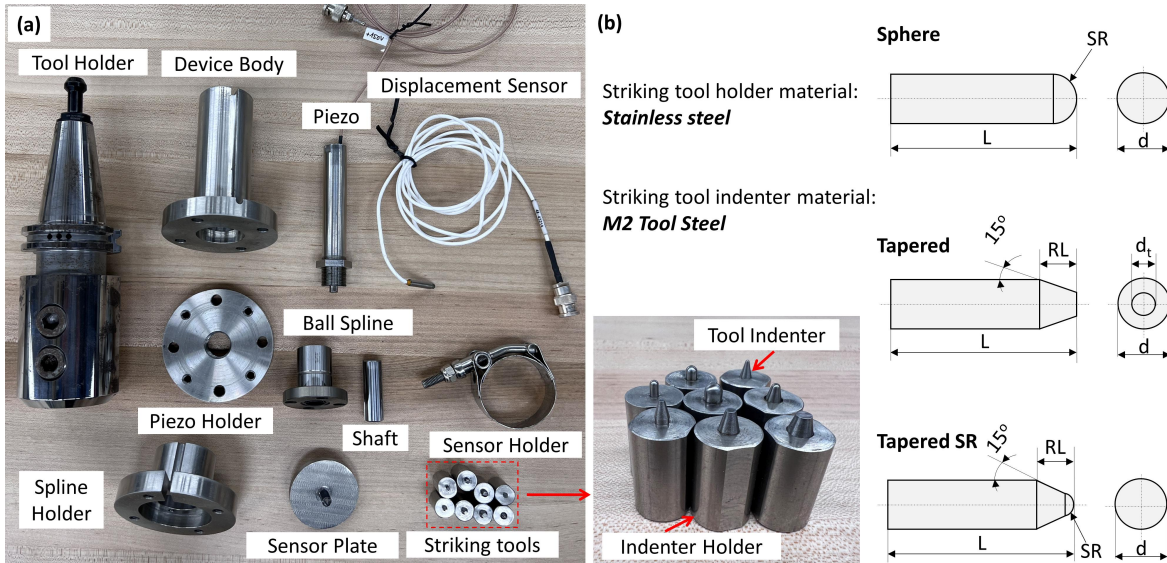 (a)
Tool Holder
Device Body
Piezo
Displacement Sensor
Ball Spline
Piezo Holder
Shaft
Sensor Holder
Spline
Holder
Sensor Plate
Striking tools
(b)
Striking tool holder material:
Stainless steel
Striking tool indenter material:
M2 Tool Steel
Tool Indenter
Indenter Holder
Sphere
SR
L
d
Tapered
15°
RL
dt
L
d
Tapered SR
15°
RL
L
SR
d